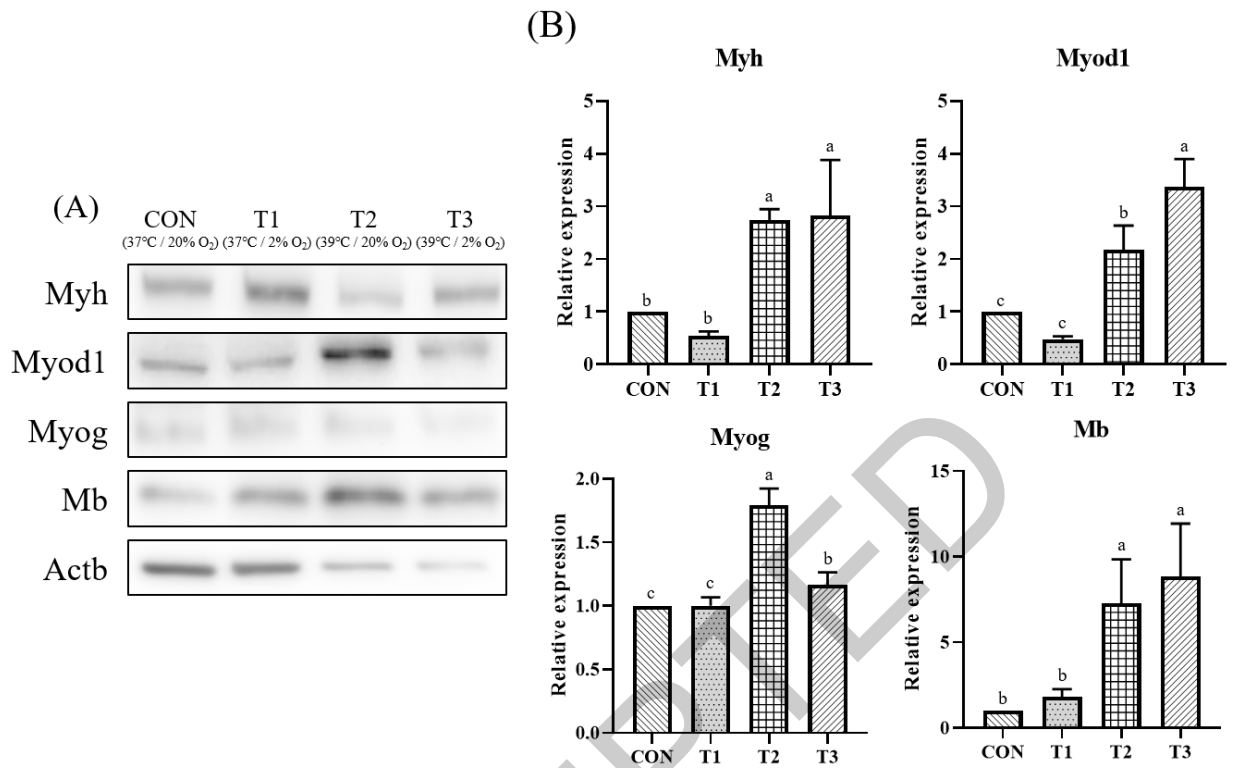 (A)
CON T1 T2 T3
(37℃ / 20% O₂) (37℃ / 2% O₂) (39℃ / 20% O₂) (39℃ / 2% O₂)
Myh
Myod1
Myog
Mb
Actb
(B)
Myh
Relative expression
5
4
3
2
1
0
b b a a
CON T1 T2 T3
Myod1
Relative expression
5
4
3
2
1
0
c c b a
CON T1 T2 T3
Myog
Relative expression
2.0
1.5
1.0
0.5
0.0
c c a b
CON T1 T2 T3
Mb
Relative expression
15
10
5
0
b b a a
CON T1 T2 T3
PTED